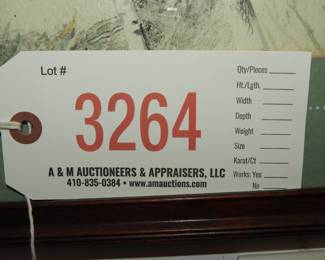 Lot #
3264
Qty/Pieces
Ht./Lgth.
Width
Depth
Weight
Size
Karat/Ct
Works: Yes
No
A & M AUCTIONEERS & APPRAISERS, LLC
410-835-0384 • www.amauctions.com